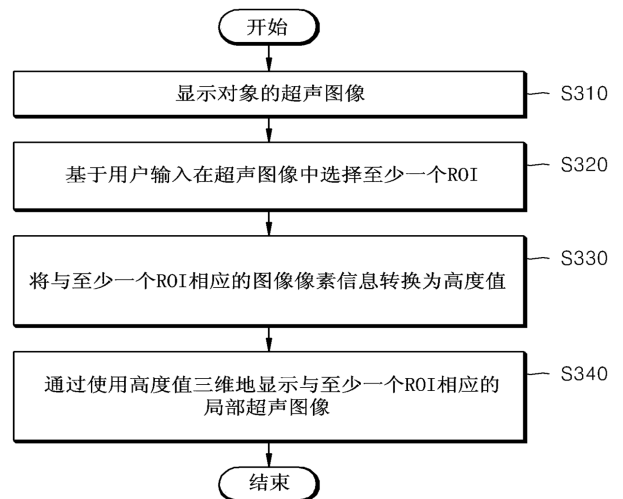 开始
显示对象的超声图像
S310
基于用户输入在超声图像中选择至少一个ROI
S320
将与至少一个ROI相应的图像像素信息转换为高度值
S330
通过使用高度值三维地显示与至少一个ROI相应的
局部超声图像
S340
结束